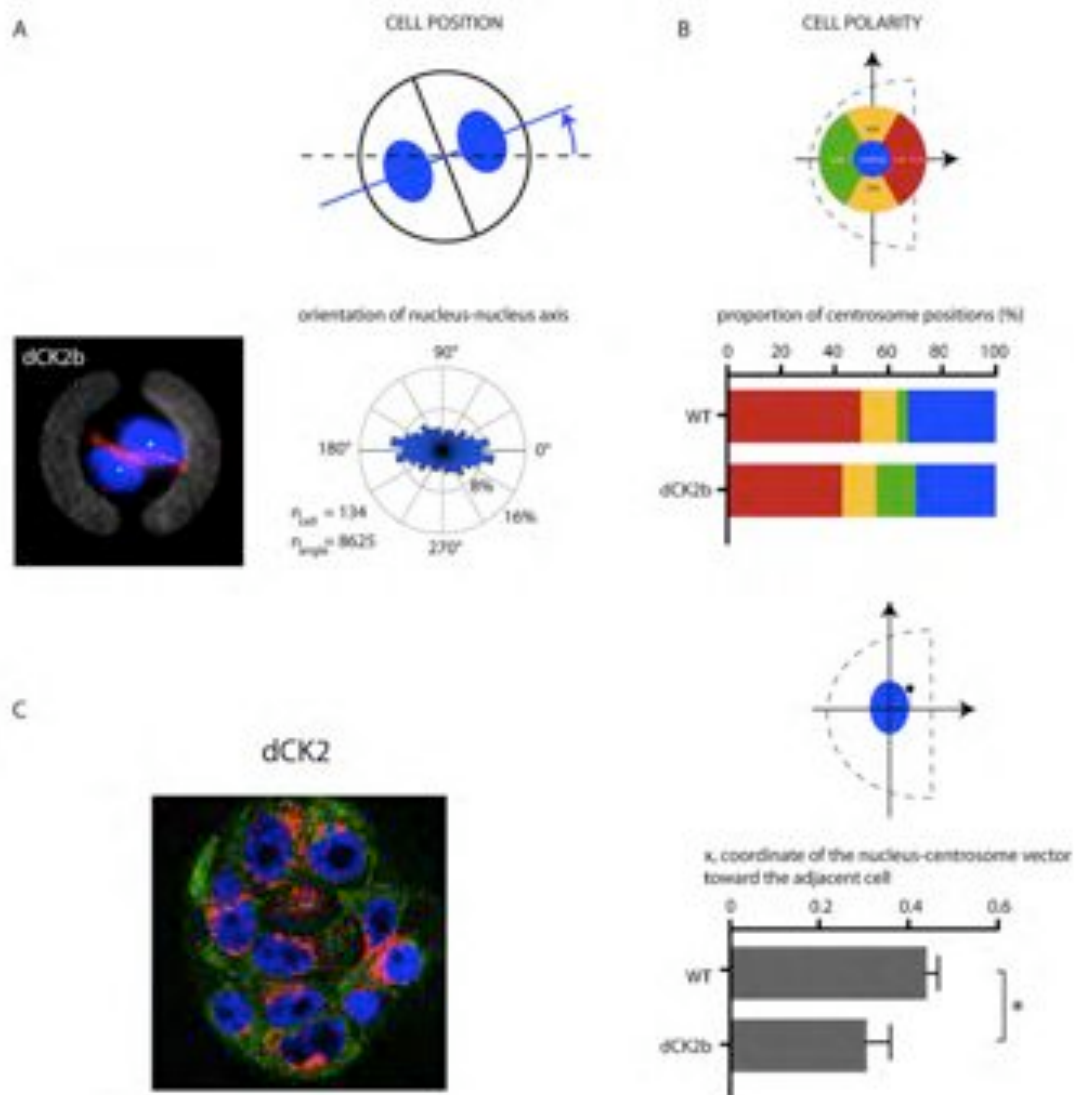 A
CELL POSITION
B
CELL POLARITY
dCK2b
orientation of nucleus-nucleus axis
90°
180°
0°
8%
16%
270°
n cell = 134
n angle = 8625
proportion of centrosome positions (%)
0 20 40 60 80 100
WT
dCK2b
C
dCK2
x, coordinate of the nucleus-centrosome vector
toward the adjacent cell
0 0.2 0.4 0.6
WT
dCK2b
*